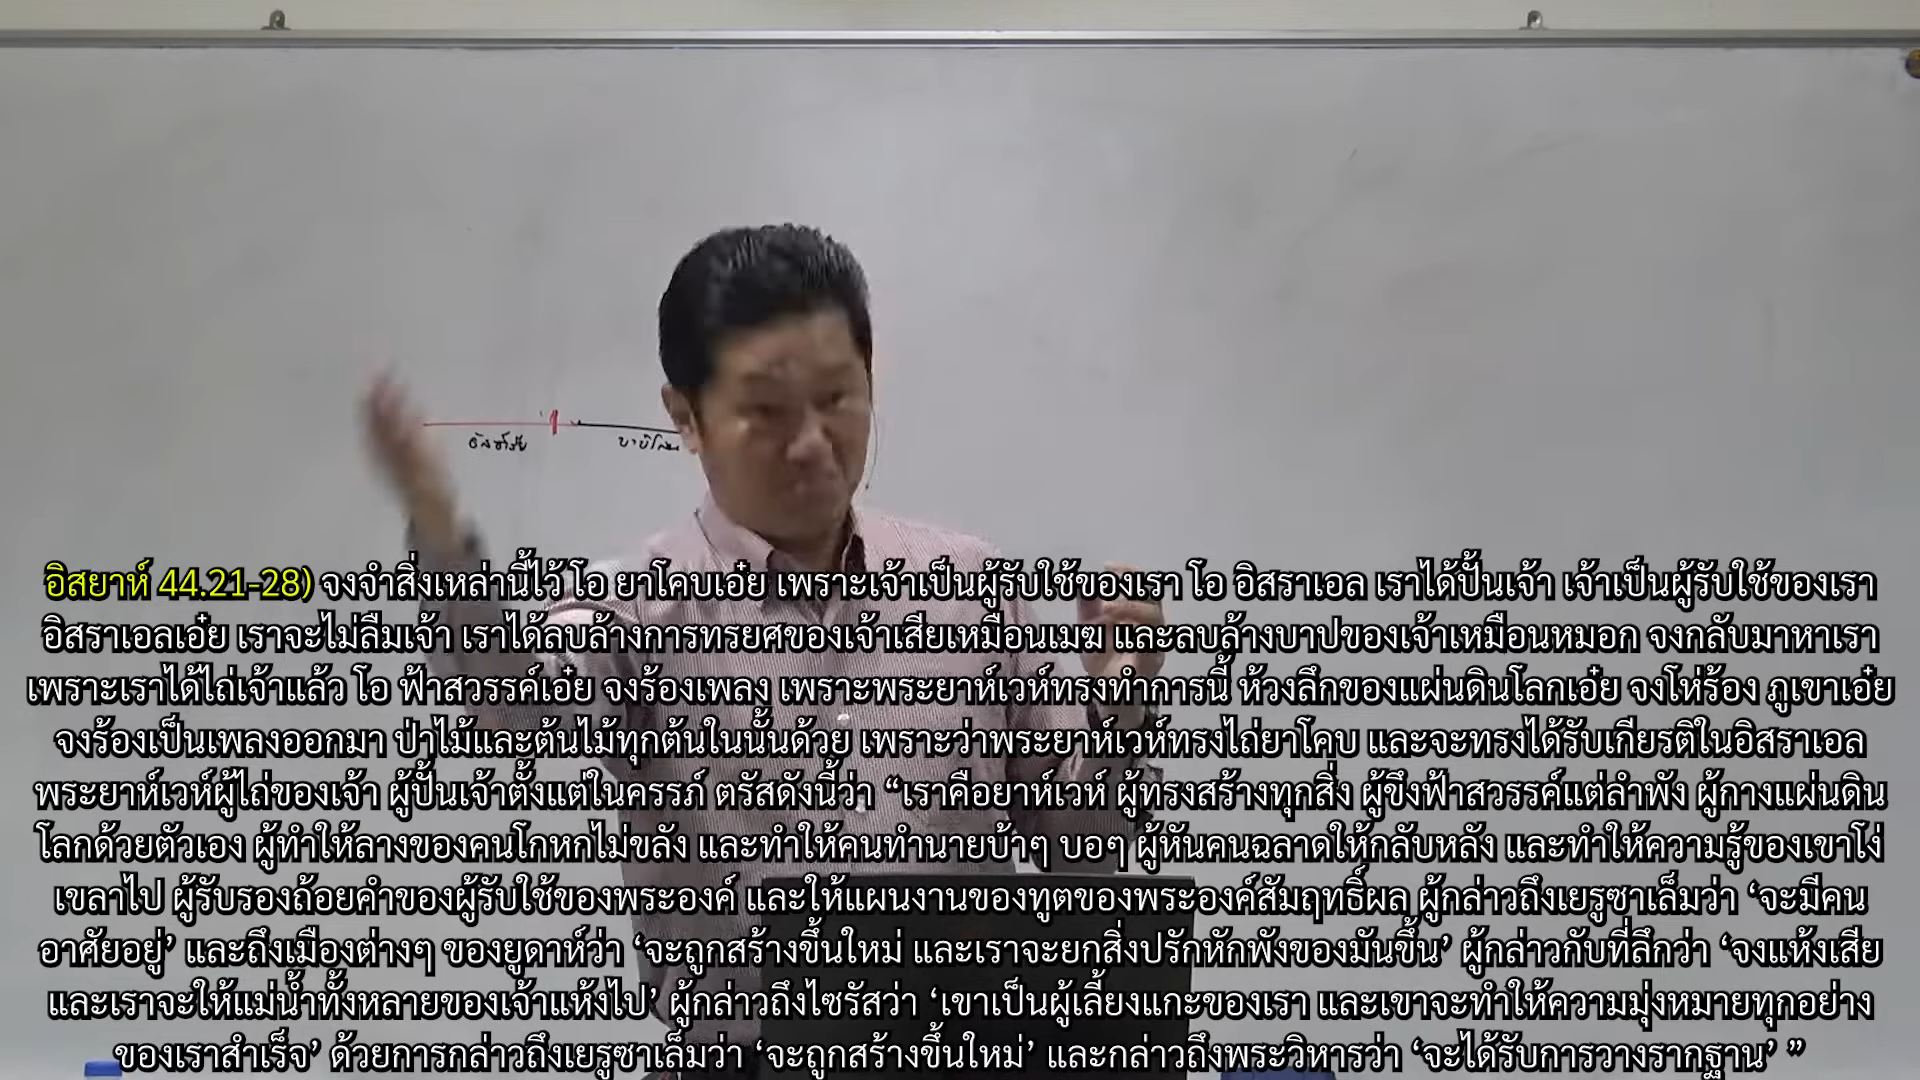 บาบิโลน
อิสยาห์ 44.21-28) จงจำสิ่งเหล่านี้ไว้ โอ ยาโคบเอ๋ย เพราะเจ้าเป็นผู้รับใช้ของเรา โอ อิสราเอล เราได้ปั้นเจ้า เจ้าเป็นผู้รับใช้ของเรา
อิสราเอลเอ๋ย เราจะไม่ลืมเจ้า เราได้ลบล้างการทรยศของเจ้าเสียเหมือนเมฆ และลบล้างบาปของเจ้าเหมือนหมอก จงกลับมาหาเรา
เพราะเราได้ไถ่เจ้าแล้ว โอ ฟ้าสวรรค์เอ๋ย จงร้องเพลง เพราะพระยาห์เวห์ทรงทำการนี้ ห้วงลึกของแผ่นดินโลกเอ๋ย จงโห่ร้อง ภูเขาเอ๋ย
จงร้องเป็นเพลงออกมา ป่าไม้และต้นไม้ทุกต้นในนั้นด้วย เพราะว่าพระยาห์เวห์ทรงไถ่ยาโคบ และจะทรงได้รับเกียรติในอิสราเอล
พระยาห์เวห์ผู้ไถ่ของเจ้า ผู้ปั้นเจ้าตั้งแต่ในครรภ์ ตรัสดังนี้ว่า “เราคือยาห์เวห์ ผู้ทรงสร้างทุกสิ่ง ผู้ขึงฟ้าสวรรค์แต่ลำพัง ผู้กางแผ่นดิน
โลกด้วยตัวเอง ผู้ทำให้ลางของคนโกหกไม่ขลัง และทำให้คนทำนายบ้าๆ บอๆ ผู้หันคนฉลาดให้กลับหลัง และทำให้ความรู้ของเขาโง่
เขลาไป ผู้รับรองถ้อยคำของผู้รับใช้ของพระองค์ และให้แผนงานของทูตของพระองค์สัมฤทธิ์ผล ผู้กล่าวถึงเยรูซาเล็มว่า ‘จะมีคน
อาศัยอยู่’ และถึงเมืองต่างๆ ของยูดาห์ว่า ‘จะถูกสร้างขึ้นใหม่ และเราจะยกสิ่งปรักหักพังของมันขึ้น’ ผู้กล่าวกับที่ลึกว่า ‘จงแห้งเสีย
และเราจะให้แม่น้ำทั้งหลายของเจ้าแห้งไป’ ผู้กล่าวถึงไซรัสว่า ‘เขาเป็นผู้เลี้ยงแกะของเรา และเขาจะทำให้ความมุ่งหมายทุกอย่าง
ของเราสำเร็จ’ ด้วยการกล่าวถึงเยรูซาเล็มว่า ‘จะถูกสร้างขึ้นใหม่’ และกล่าวถึงพระวิหารว่า ‘จะได้รับการวางรากฐาน’ ”